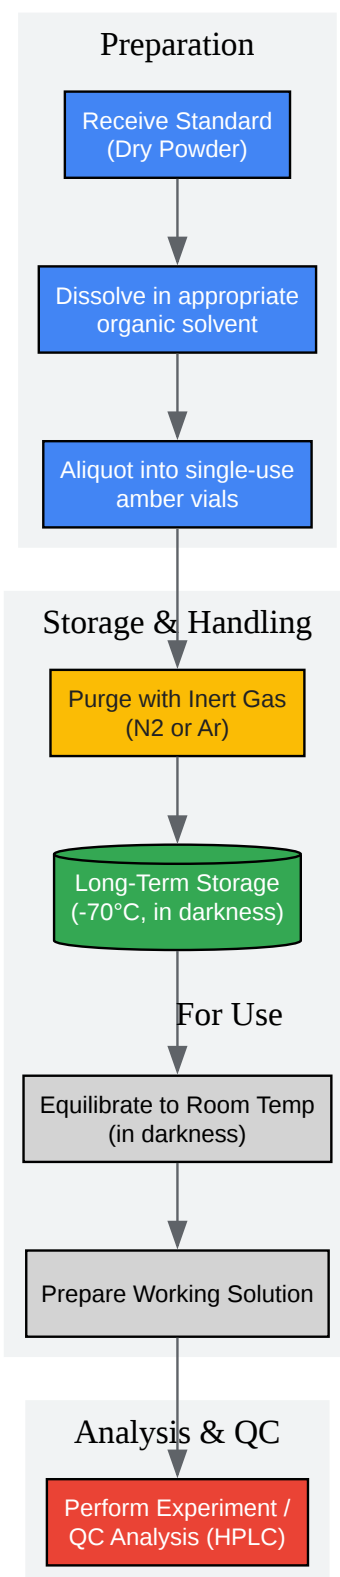 Preparation
Receive Standard
(Dry Powder)
Dissolve in appropriate
organic solvent
Aliquot into single-use
amber vials
Storage & Handling
Purge with Inert Gas
(N2 or Ar)
Long-Term Storage
(-70°C, in darkness)
For Use
Equilibrate to Room Temp
(in darkness)
Prepare Working Solution
Analysis & QC
Perform Experiment /
QC Analysis (HPLC)